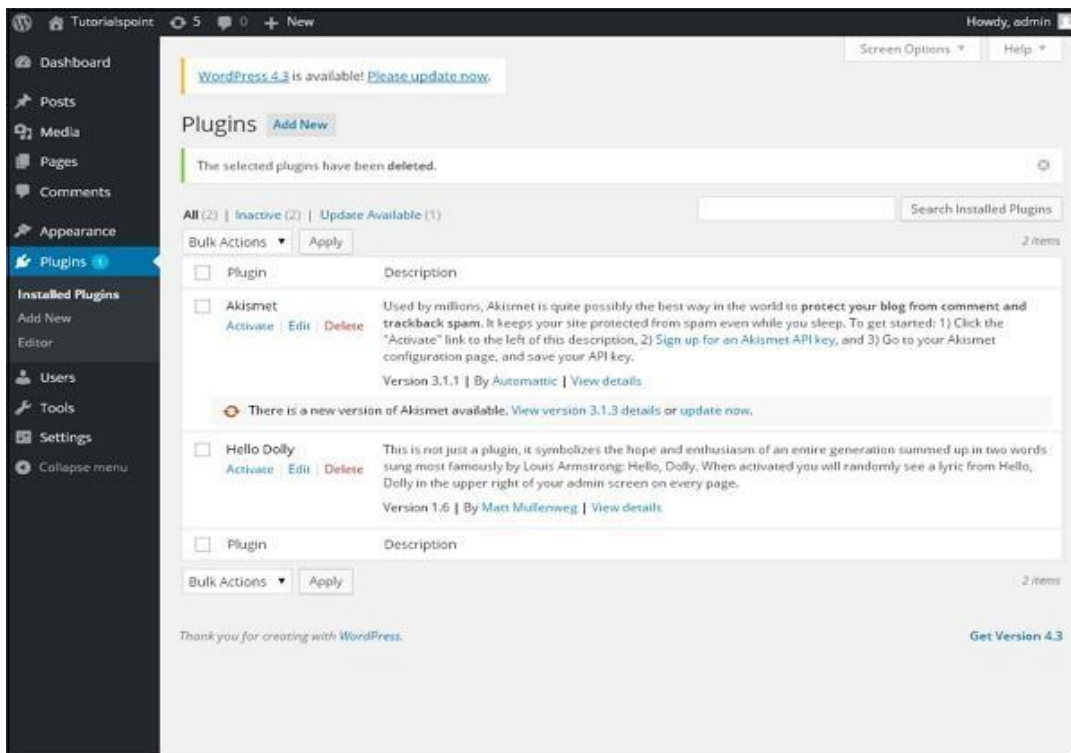 Tutorialspoint 5 0 + New Howdy, admin
Dashboard
Posts
Media
Pages
Comments
Appearance
Plugins 1
Installed Plugins
Add New
Editor
Users
Tools
Settings
Collapse menu
Screen Options ▼ Help ▼
WordPress 4.3 is available! Please update now.
Plugins Add New
The selected plugins have been deleted.
All (2) | Inactive (2) | Update Available (1)
Search Installed Plugins
Bulk Actions ▼ Apply
2 items
Plugin Description
Akismet
Activate | Edit | Delete
Used by millions, Akismet is quite possibly the best way in the world to protect your blog from comment and
trackback spam. It keeps your site protected from spam even while you sleep. To get started: 1) Click the
"Activate" link to the left of this description, 2) Sign up for an Akismet API key, and 3) Go to your Akismet
configuration page, and save your API key.
Version 3.1.1 | By Automattic | View details
There is a new version of Akismet available. View version 3.1.3 details or update now.
Hello Dolly
Activate | Edit | Delete
This is not just a plugin, it symbolizes the hope and enthusiasm of an entire generation summed up in two words
sung most famously by Louis Armstrong: Hello, Dolly. When activated you will randomly see a lyric from Hello,
Dolly in the upper right of your admin screen on every page.
Version 1.6 | By Matt Mullenweg | View details
Plugin Description
Bulk Actions ▼ Apply
2 items
Thank you for creating with WordPress.
Get Version 4.3